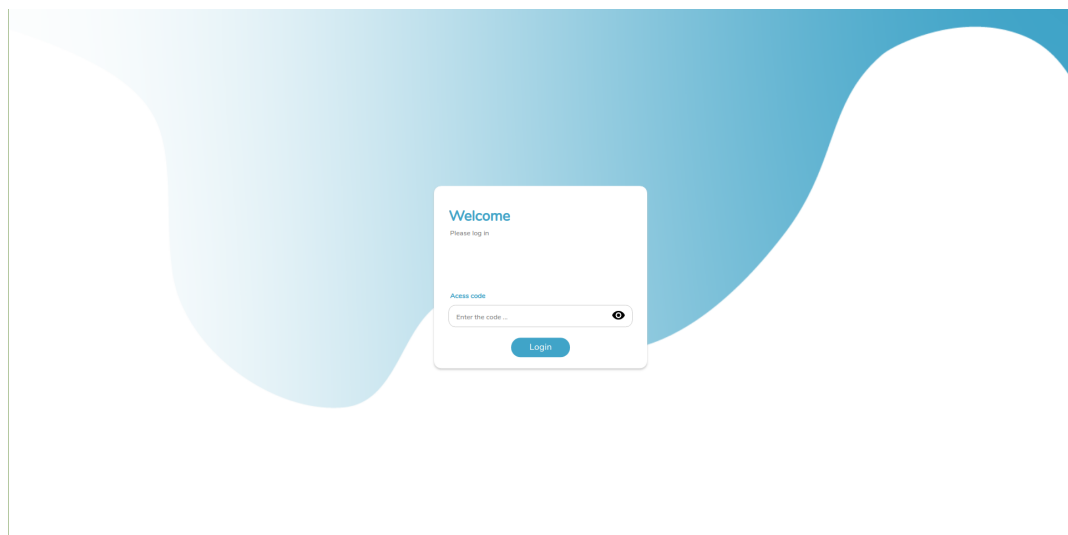 Welcome
Please log in
Acess code
Enter the code ...
Login